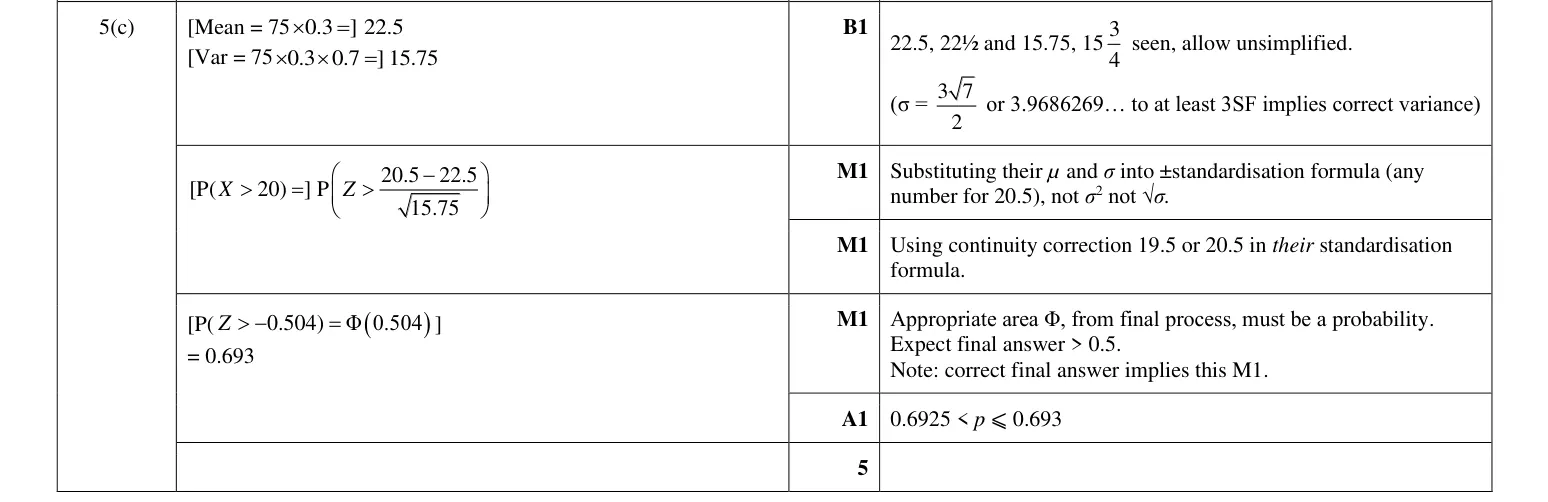 5(c)
[Mean = 75×0.3 =] 22.5
[Var = 75×0.3×0.7 =] 15.75
B1
22.5, 22½ and 15.75, 15 3/4 seen, allow unsimplified.
(σ = 3√7/2 or 3.9686269… to at least 3SF implies correct variance)
[P(X > 20) =] P(Z > (20.5 − 22.5)/√15.75)
M1
Substituting their μ and σ into ±standardisation formula (any
number for 20.5), not σ² not √σ.
M1
Using continuity correction 19.5 or 20.5 in their standardisation
formula.
[P( Z > −0.504) = Φ(0.504) ]
= 0.693
M1
Appropriate area Φ, from final process, must be a probability.
Expect final answer > 0.5.
Note: correct final answer implies this M1.
A1
0.6925 < p ⩽ 0.693
5